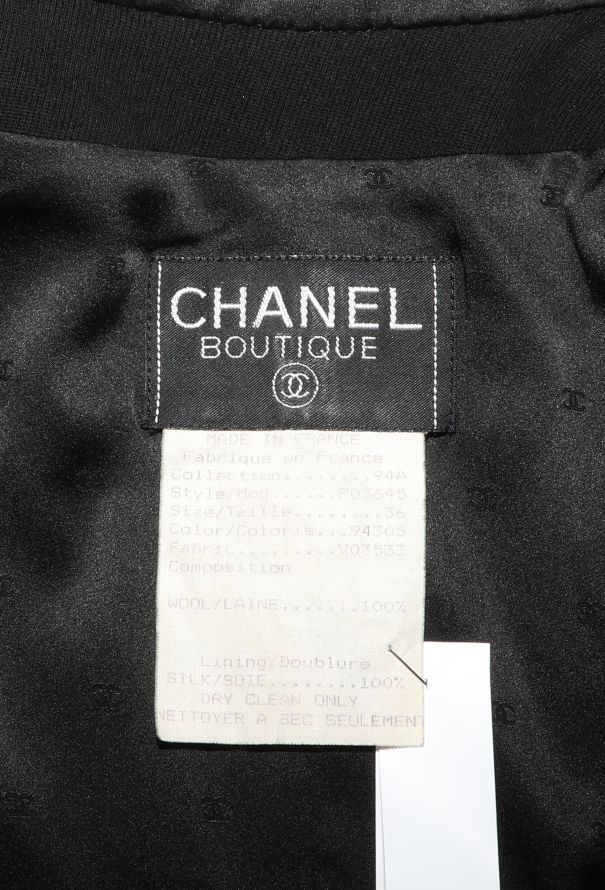 CHANEL
BOUTIQUE
MADE IN FRANCE
Fabriqué en France
Collection........94A
Style/Mod......P03645
Size/Taille........36
Color/Coloris...94305
Fabric.........V03533
Composition
WOOL/LAINE.......100%
Lining/Doublure
SILK/SOIE........100%
DRY CLEAN ONLY
NETTOYER A SEC SEULEMENT